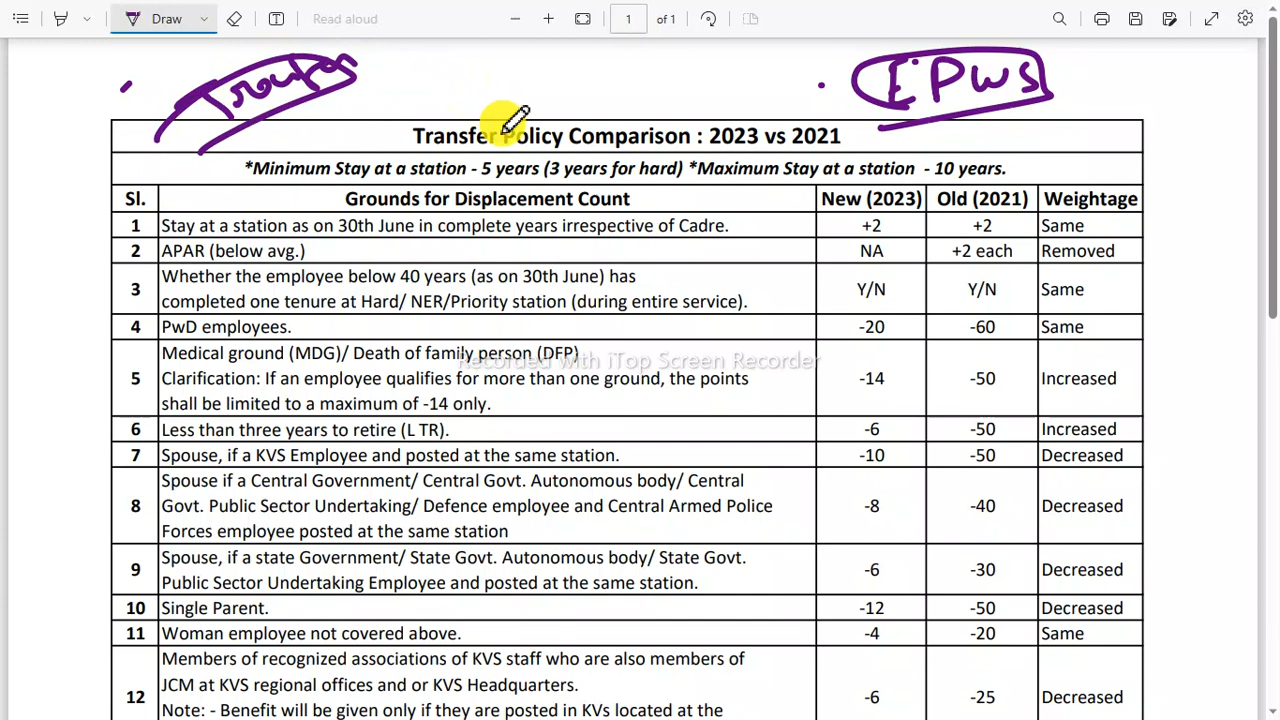 Draw
Read aloud
1 of 1
EPWS
Transfer Policy Comparison : 2023 vs 2021
*Minimum Stay at a station - 5 years (3 years for hard) *Maximum Stay at a station - 10 years.
Sl. Grounds for Displacement Count New (2023) Old (2021) Weightage
1 Stay at a station as on 30th June in complete years irrespective of Cadre. +2 +2 Same
2 APAR (below avg.) NA +2 each Removed
3 Whether the employee below 40 years (as on 30th June) has
completed one tenure at Hard/ NER/Priority station (during entire service). Y/N Y/N Same
4 PwD employees. -20 -60 Same
5 Medical ground (MDG)/ Death of family person (DFP)
Clarification: If an employee qualifies for more than one ground, the points
shall be limited to a maximum of -14 only. -14 -50 Increased
Recorded with iTop Screen Recorder
6 Less than three years to retire (L TR). -6 -50 Increased
7 Spouse, if a KVS Employee and posted at the same station. -10 -50 Decreased
8 Spouse if a Central Government/ Central Govt. Autonomous body/ Central
Govt. Public Sector Undertaking/ Defence employee and Central Armed Police
Forces employee posted at the same station -8 -40 Decreased
9 Spouse, if a state Government/ State Govt. Autonomous body/ State Govt.
Public Sector Undertaking Employee and posted at the same station. -6 -30 Decreased
10 Single Parent. -12 -50 Decreased
11 Woman employee not covered above. -4 -20 Same
12 Members of recognized associations of KVS staff who are also members of
JCM at KVS regional offices and or KVS Headquarters. -6 -25 Decreased
Note: - Benefit will be given only if they are posted in KVs located at the